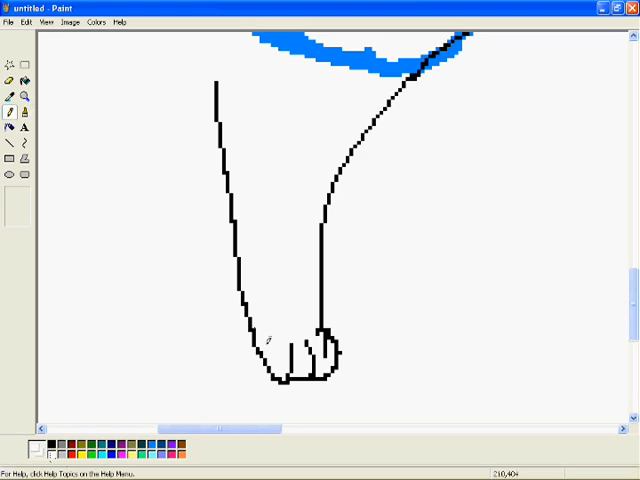 untitled - Paint
File Edit View Image Colors Help
A
For Help, click Help Topics on the Help Menu.
210,404